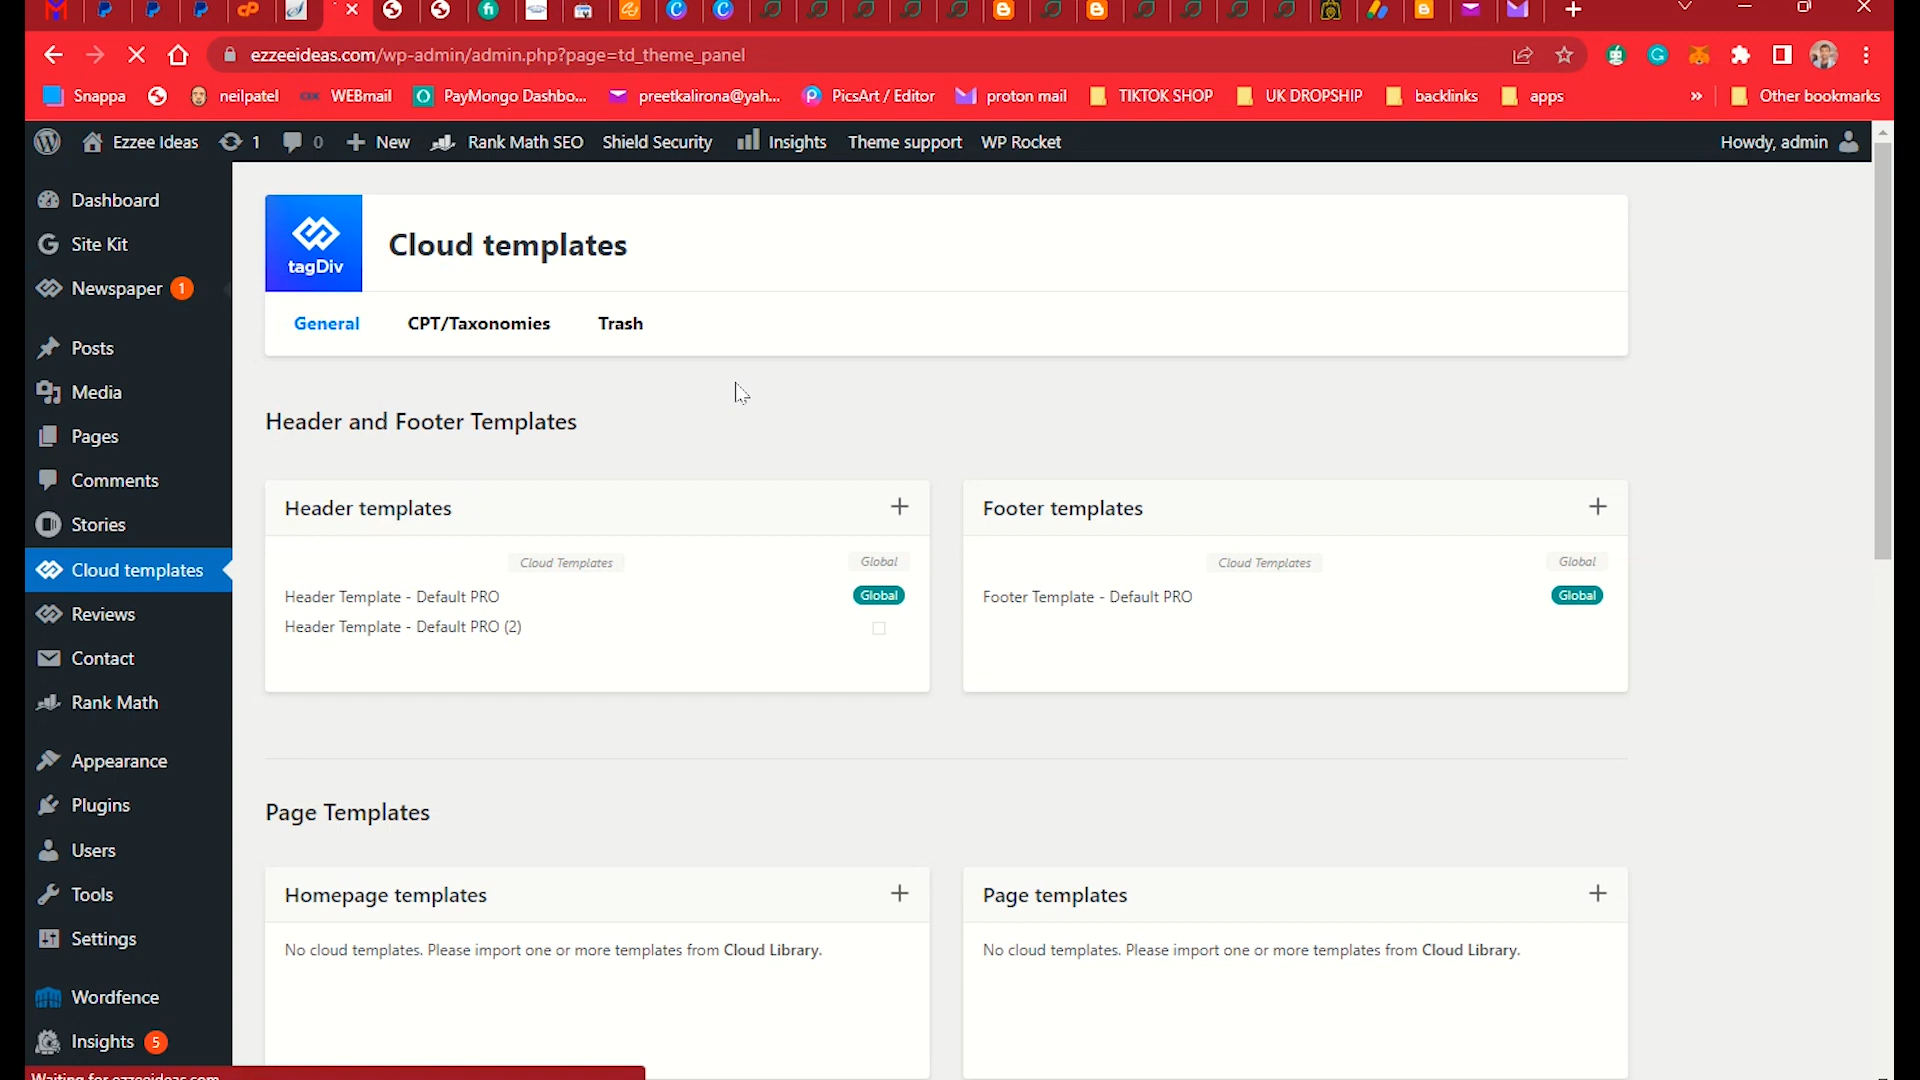 ezzeeideas.com/wp-admin/admin.php?page=td_theme_panel
Snappa neilpatel WEBmail PayMongo Dashbo... preetkalirona@yah... PicsArt / Editor proton mail TIKTOK SHOP UK DROPSHIP backlinks apps » Other bookmarks
Ezzee Ideas 1 0 + New Rank Math SEO Shield Security Insights Theme support WP Rocket Howdy, admin
Dashboard
Site Kit
Newspaper 1
Posts
Media
Pages
Comments
Stories
Cloud templates
Reviews
Contact
Rank Math
Appearance
Plugins
Users
Tools
Settings
Wordfence
Insights 5
Waiting for ezzeeideas.com
tagDiv
Cloud templates
General CPT/Taxonomies Trash
Header and Footer Templates
Header templates +
Cloud Templates Global
Header Template - Default PRO Global
Header Template - Default PRO (2)
Footer templates +
Cloud Templates Global
Footer Template - Default PRO Global
Page Templates
Homepage templates +
No cloud templates. Please import one or more templates from Cloud Library.
Page templates +
No cloud templates. Please import one or more templates from Cloud Library.